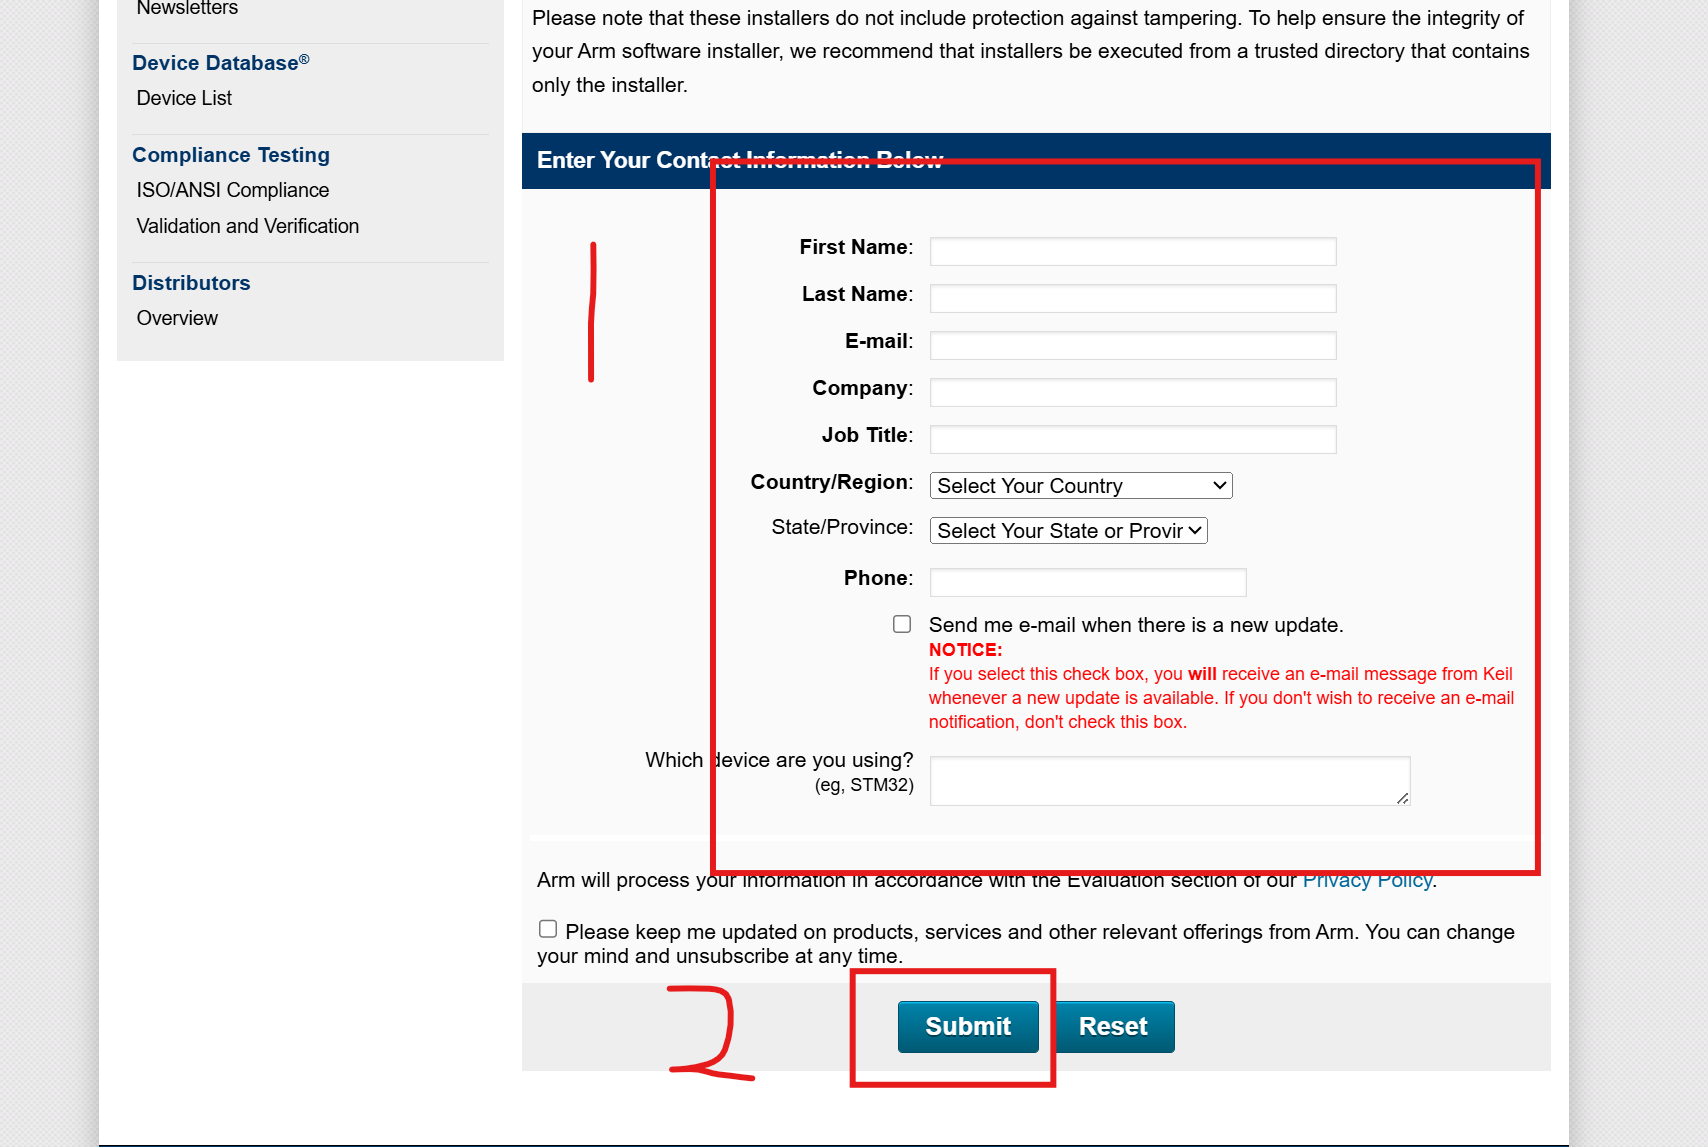 Newsletters
Device Database®
Device List
Compliance Testing
ISO/ANSI Compliance
Validation and Verification
Distributors
Overview
Please note that these installers do not include protection against tampering. To help ensure the integrity of
your Arm software installer, we recommend that installers be executed from a trusted directory that contains
only the installer.
Enter Your Contact Information Below
1
First Name:
Last Name:
E-mail:
Company:
Job Title:
Country/Region: Select Your Country
State/Province: Select Your State or Provir
Phone:
Send me e-mail when there is a new update.
NOTICE:
If you select this check box, you will receive an e-mail message from Keil
whenever a new update is available. If you don't wish to receive an e-mail
notification, don't check this box.
Which device are you using?
(eg, STM32)
Arm will process your information in accordance with the Evaluation section of our Privacy Policy.
Please keep me updated on products, services and other relevant offerings from Arm. You can change
your mind and unsubscribe at any time.
2
Submit Reset